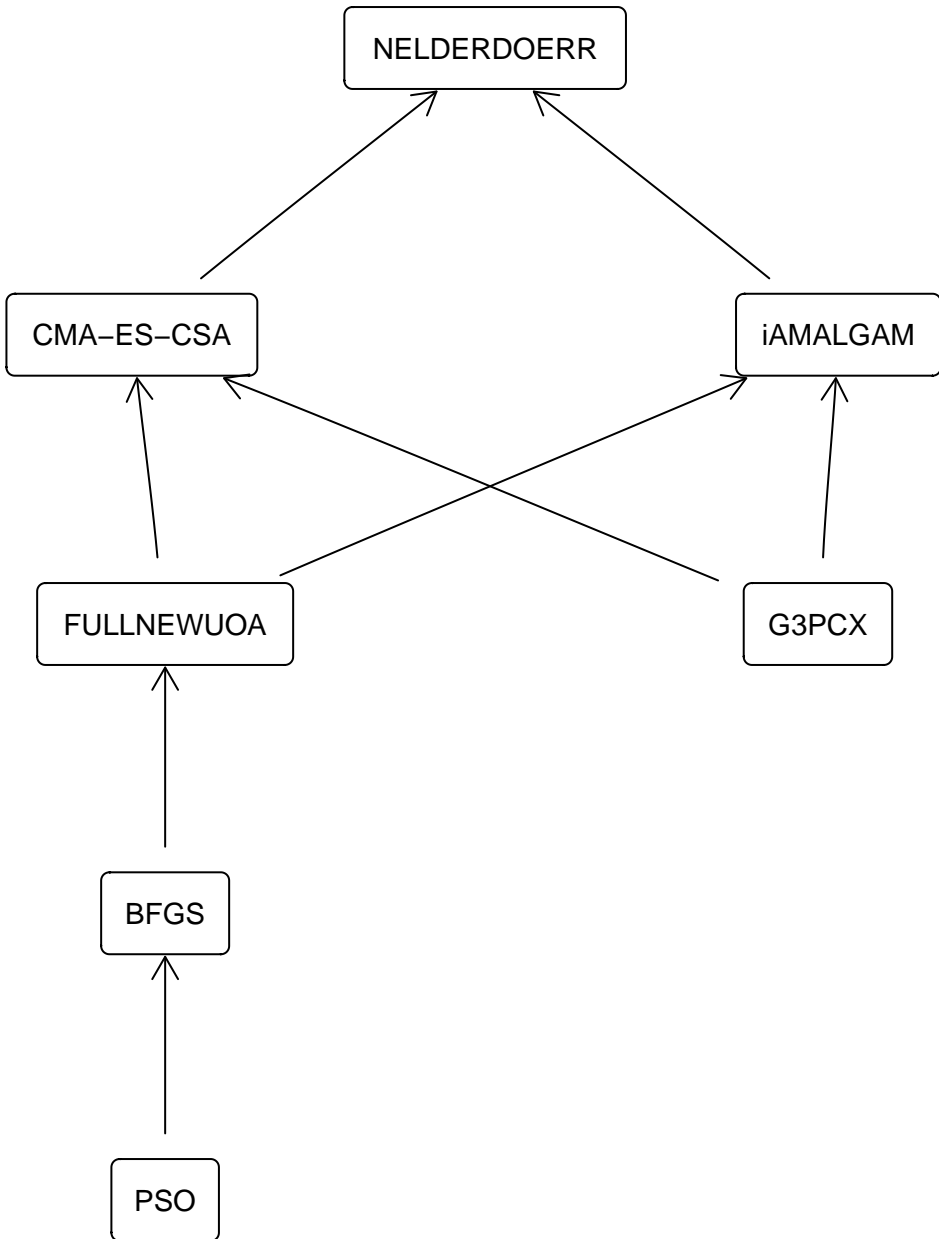 NELDERDOERR
CMA−ES−CSA
iAMALGAM
FULLNEWUOA
G3PCX
BFGS
PSO